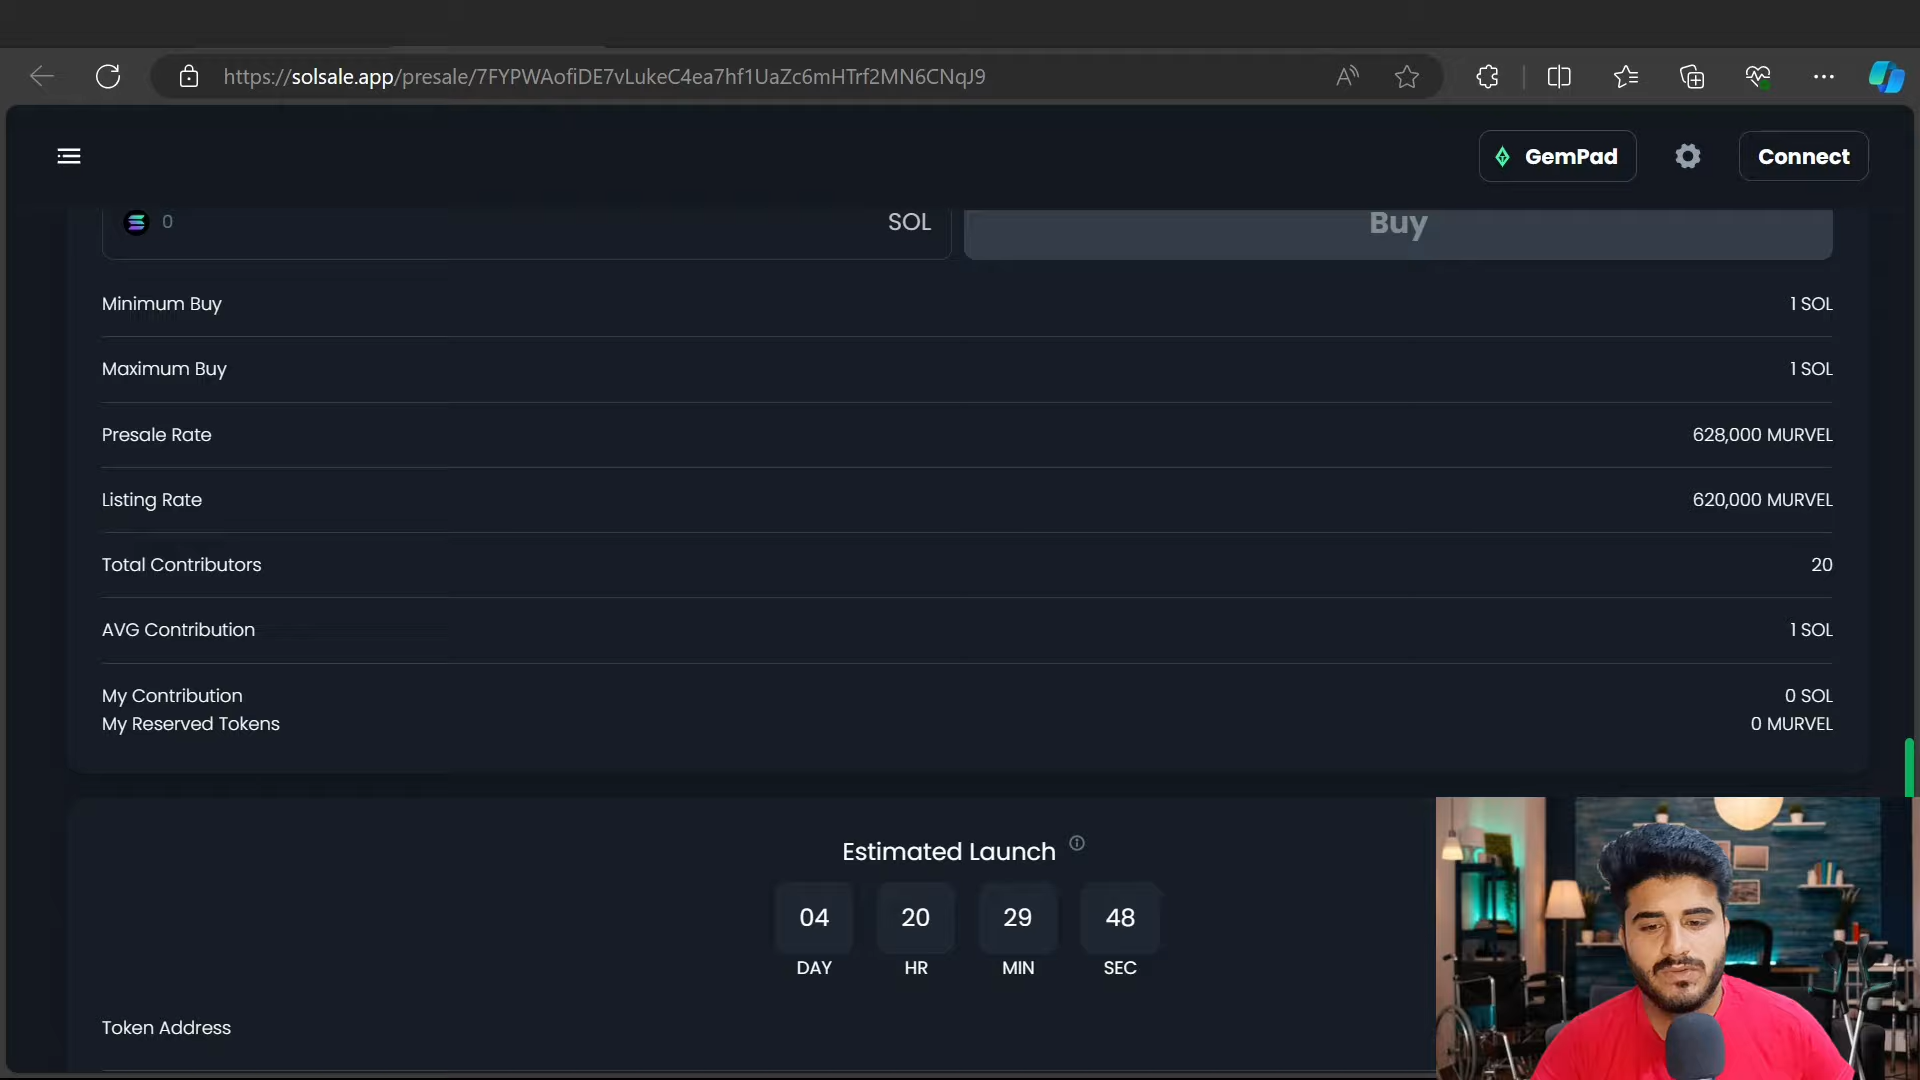 https://solsale.app/presale/7FYPWAofiDE7vLukeC4ea7hf1UaZc6mHTrf2MN6CNqJ9
GemPad
Connect
0 SOL
Buy
Minimum Buy 1 SOL
Maximum Buy 1 SOL
Presale Rate 628,000 MURVEL
Listing Rate 620,000 MURVEL
Total Contributors 20
AVG Contribution 1 SOL
My Contribution 0 SOL
My Reserved Tokens 0 MURVEL
Estimated Launch
04 20 29 48
DAY HR MIN SEC
Token Address